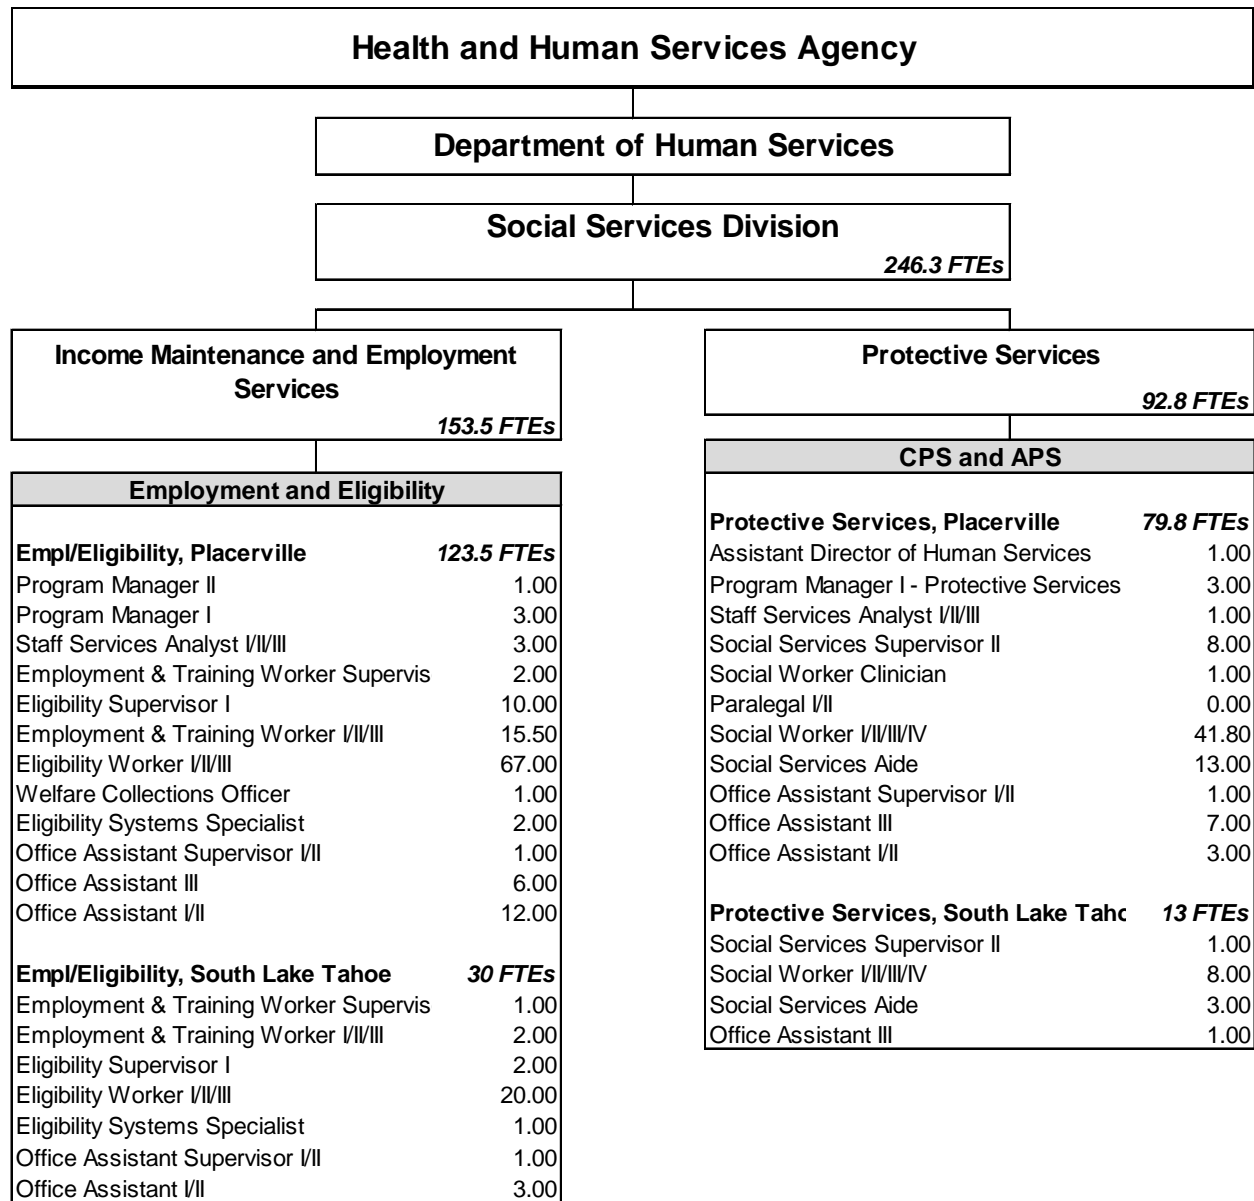 Health and Human Services Agency
Department of Human Services
Social Services Division
246.3 FTEs
Income Maintenance and Employment
Services
153.5 FTEs
Employment and Eligibility
Empl/Eligibility, Placerville 123.5 FTEs
Program Manager II 1.00
Program Manager I 3.00
Staff Services Analyst I/II/III 3.00
Employment & Training Worker Supervis 2.00
Eligibility Supervisor I 10.00
Employment & Training Worker I/II/III 15.50
Eligibility Worker I/II/III 67.00
Welfare Collections Officer 1.00
Eligibility Systems Specialist 2.00
Office Assistant Supervisor I/II 1.00
Office Assistant III 6.00
Office Assistant I/II 12.00
Empl/Eligibility, South Lake Tahoe 30 FTEs
Employment & Training Worker Supervis 1.00
Employment & Training Worker I/II/III 2.00
Eligibility Supervisor I 2.00
Eligibility Worker I/II/III 20.00
Eligibility Systems Specialist 1.00
Office Assistant Supervisor I/II 1.00
Office Assistant I/II 3.00
Protective Services
92.8 FTEs
CPS and APS
Protective Services, Placerville 79.8 FTEs
Assistant Director of Human Services 1.00
Program Manager I - Protective Services 3.00
Staff Services Analyst I/II/III 1.00
Social Services Supervisor II 8.00
Social Worker Clinician 1.00
Paralegal I/II 0.00
Social Worker I/II/III/IV 41.80
Social Services Aide 13.00
Office Assistant Supervisor I/II 1.00
Office Assistant III 7.00
Office Assistant I/II 3.00
Protective Services, South Lake Taho 13 FTEs
Social Services Supervisor II 1.00
Social Worker I/II/III/IV 8.00
Social Services Aide 3.00
Office Assistant III 1.00